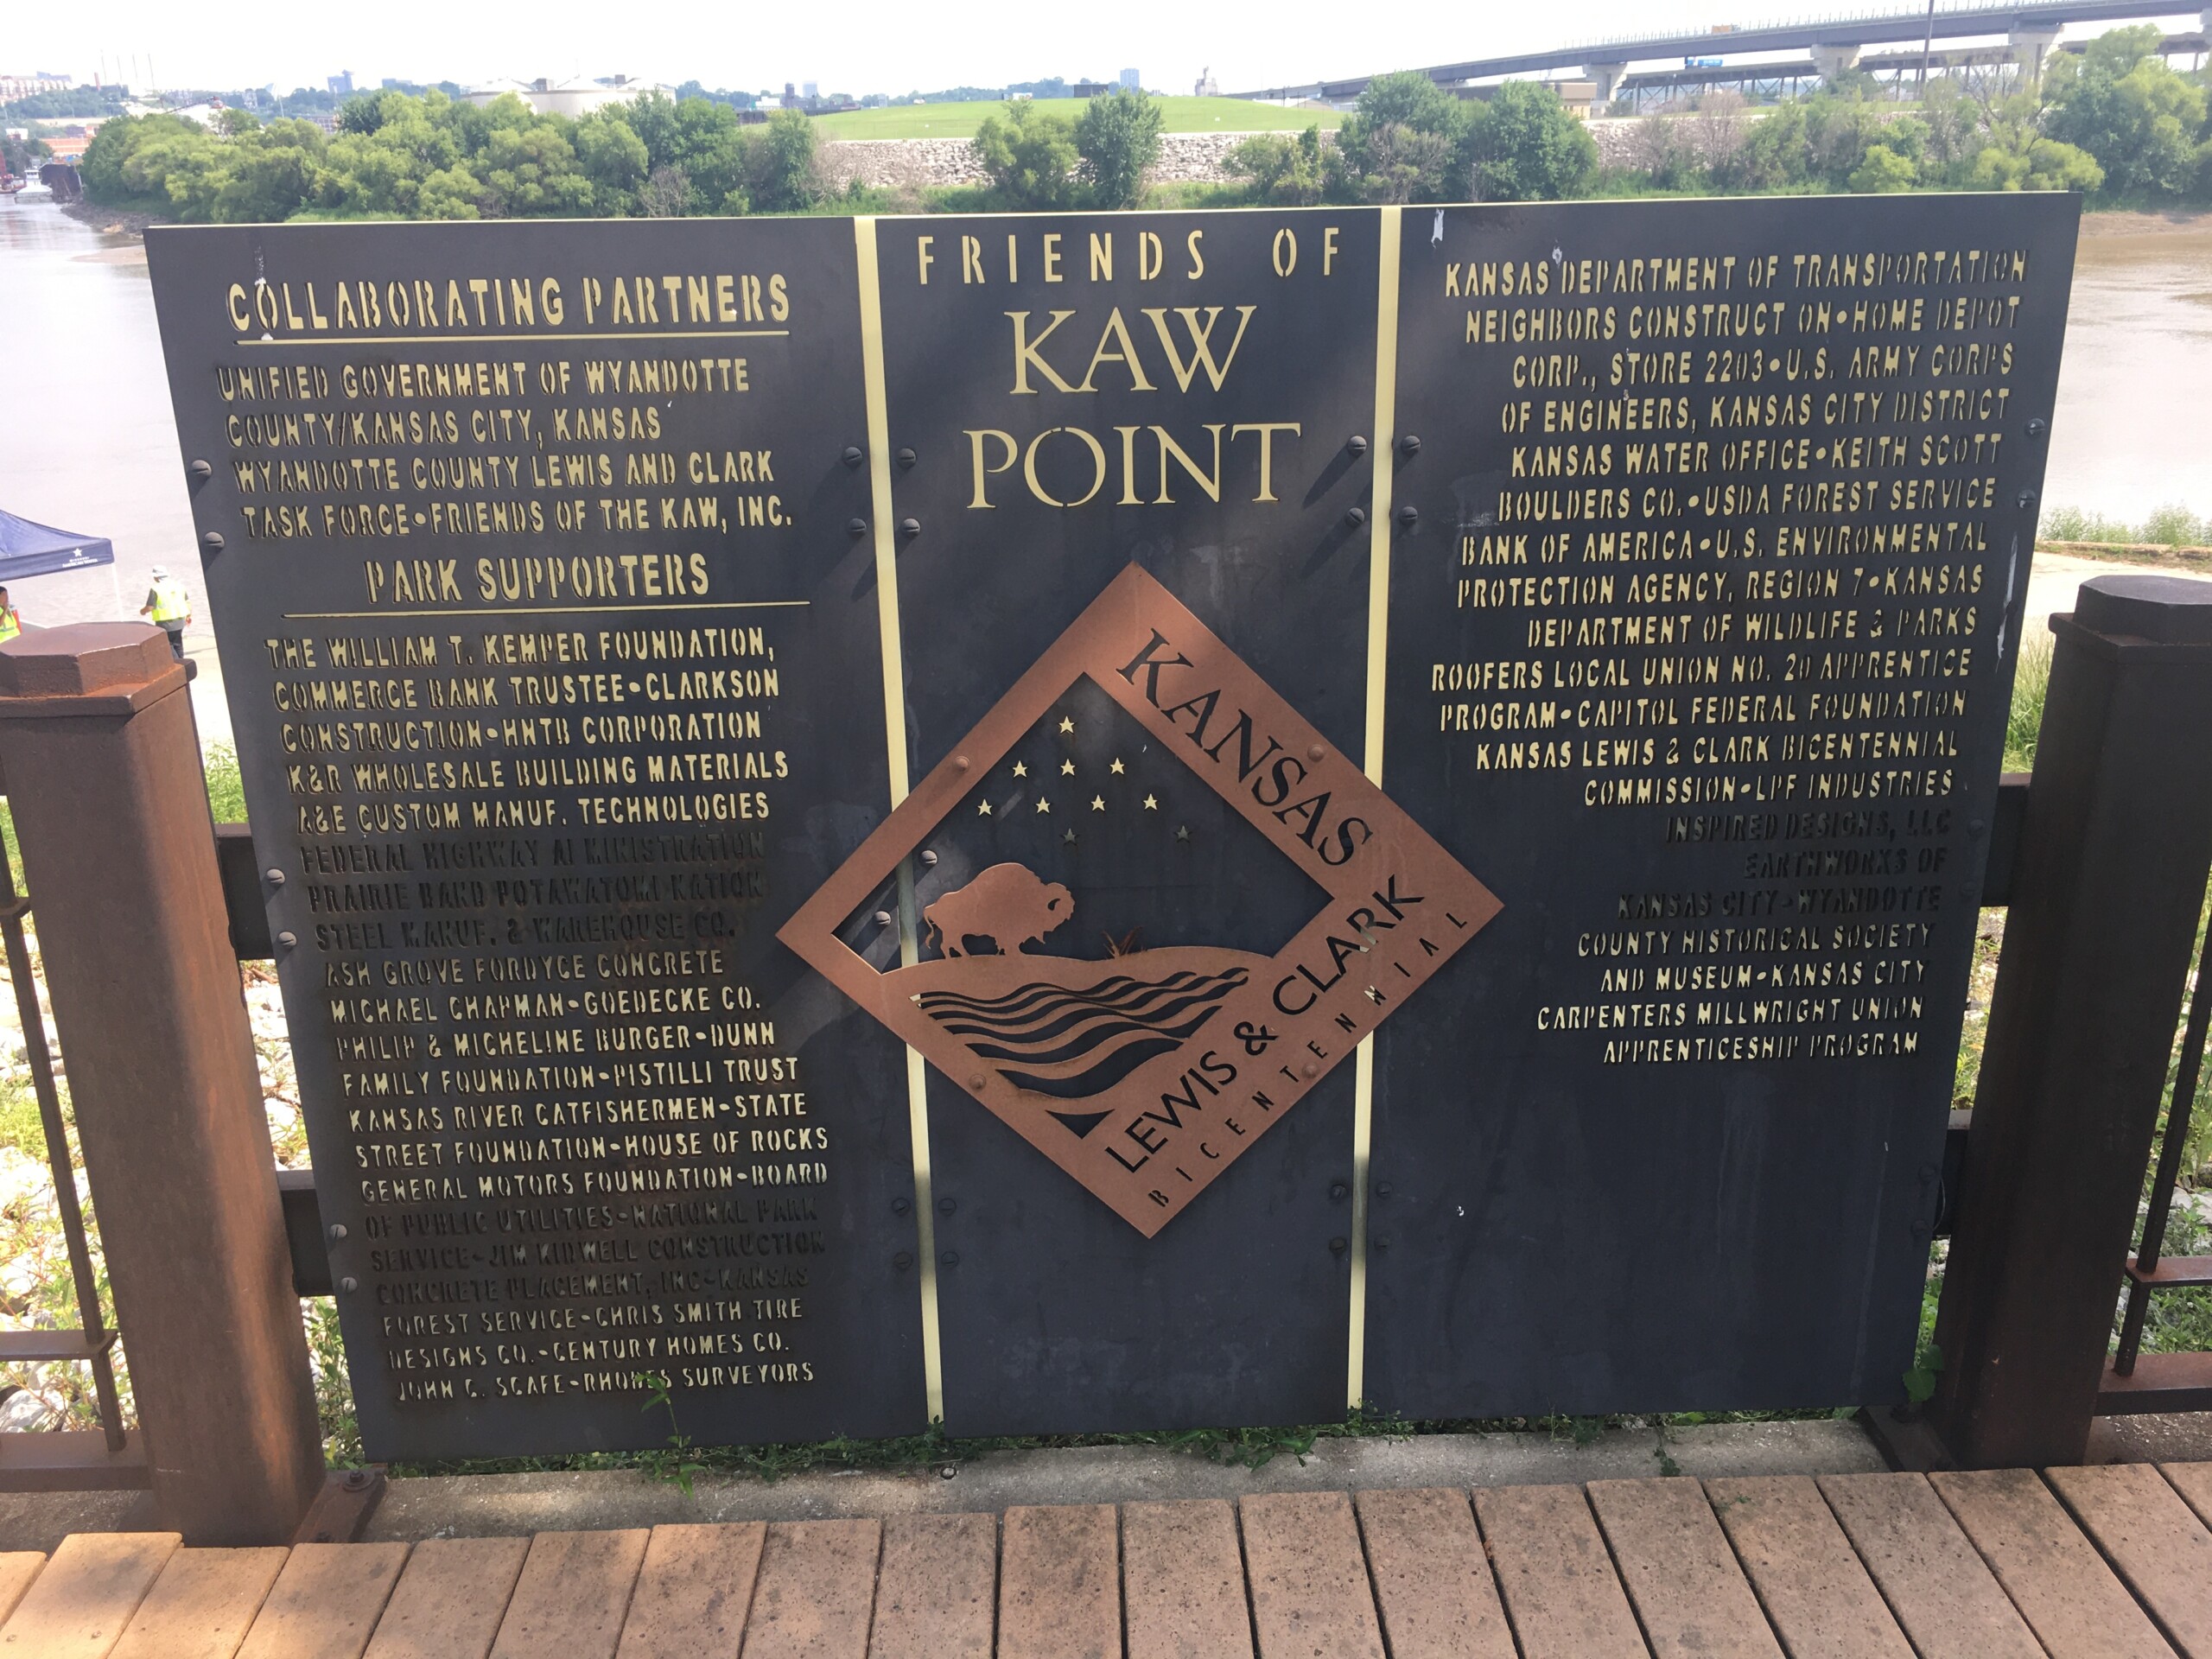 COLLABORATING PARTNERS
UNIFIED GOVERNMENT OF WYANDOTTE
COUNTY/KANSAS CITY, KANSAS
WYANDOTTE COUNTY LEWIS AND CLARK
TASK FORCE•FRIENDS OF THE KAW, INC.
PARK SUPPORTERS
THE WILLIAM T. KEMPER FOUNDATION,
COMMERCE BANK TRUSTEE•CLARKSON
CONSTRUCTION•HNTB CORPORATION
K&R WHOLESALE BUILDING MATERIALS
A&E CUSTOM MANUF. TECHNOLOGIES
FEDERAL HIGHWAY ADMINISTRATION
PRAIRIE BAND POTAWATOMI NATION
STEEL MANUF. & WAREHOUSE CO.
ASH GROVE FORDYCE CONCRETE
MICHAEL CHAPMAN•GOEDECKE CO.
PHILIP & MICHELINE BURGER•DUNN
FAMILY FOUNDATION•PISTILLI TRUST
KANSAS RIVER CATFISHERMEN•STATE
STREET FOUNDATION•HOUSE OF ROCKS
GENERAL MOTORS FOUNDATION•BOARD
OF PUBLIC UTILITIES•NATIONAL PARK
SERVICE•JIM KIDWELL CONSTRUCTION
CONCRETE PLACEMENT, INC•KANSAS
FOREST SERVICE•CHRIS SMITH TIRE
DESIGNS CO.•CENTURY HOMES CO.
JOHN C. SCAFE•RHODES SURVEYORS
FRIENDS OF
KAW
POINT
KANSAS
LEWIS & CLARK
BICENTENNIAL
KANSAS DEPARTMENT OF TRANSPORTATION
NEIGHBORS CONSTRUCT ON•HOME DEPOT
CORP., STORE 2203•U.S. ARMY CORPS
OF ENGINEERS, KANSAS CITY DISTRICT
KANSAS WATER OFFICE•KEITH SCOTT
BOULDERS CO.•USDA FOREST SERVICE
BANK OF AMERICA•U.S. ENVIRONMENTAL
PROTECTION AGENCY, REGION 7•KANSAS
DEPARTMENT OF WILDLIFE & PARKS
ROOFERS LOCAL UNION NO. 20 APPRENTICE
PROGRAM•CAPITOL FEDERAL FOUNDATION
KANSAS LEWIS & CLARK BICENTENNIAL
COMMISSION•LPF INDUSTRIES
INSPIRED DESIGNS, LLC
EARTHWORKS OF
KANSAS CITY•WYANDOTTE
COUNTY HISTORICAL SOCIETY
AND MUSEUM•KANSAS CITY
CARPENTERS MILLWRIGHT UNION
APPRENTICESHIP PROGRAM